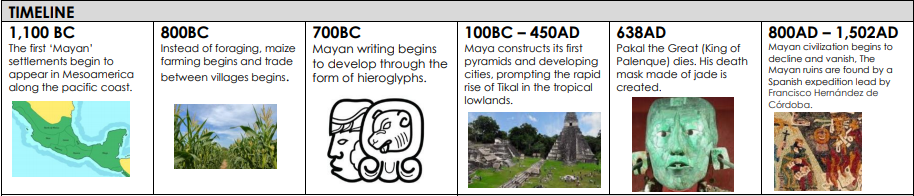 TIMELINE
1,100 BC
The first ‘Mayan’
settlements begin to
appear in Mesoamerica
along the pacific coast.
800BC
Instead of foraging, maize
farming begins and trade
between villages begins.
700BC
Mayan writing begins
to develop through the
form of hieroglyphs.
100BC – 450AD
Maya constructs its first
pyramids and developing
cities, prompting the rapid
rise of Tikal in the tropical
lowlands.
638AD
Pakal the Great (King of
Palenque) dies. His death
mask made of jade is
created.
800AD – 1,502AD
Mayan civilization begins to
decline and vanish, The
Mayan ruins are found by a
Spanish expedition lead by
Francisco Hernández de
Córdoba.